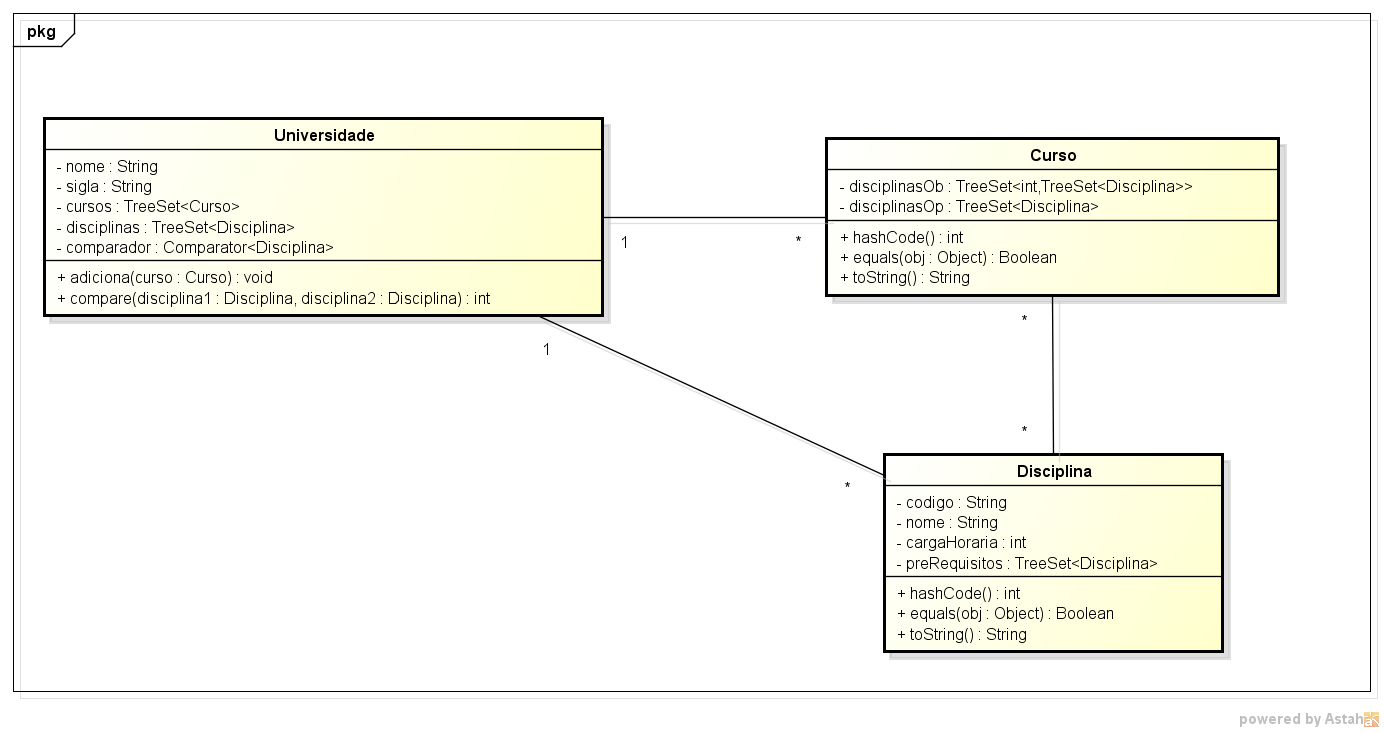 pkg
Universidade
- nome : String
- sigla : String
- cursos : TreeSet<Curso>
- disciplinas : TreeSet<Disciplina>
- comparador : Comparator<Disciplina>
+ adiciona(curso : Curso) : void
+ compare(disciplina1 : Disciplina, disciplina2 : Disciplina) : int
1
*
Curso
- disciplinasOb : TreeSet<int,TreeSet<Disciplina>>
- disciplinasOp : TreeSet<Disciplina>
+ hashCode() : int
+ equals(obj : Object) : Boolean
+ toString() : String
*
*
1
*
Disciplina
- codigo : String
- nome : String
- cargaHoraria : int
- preRequisitos : TreeSet<Disciplina>
+ hashCode() : int
+ equals(obj : Object) : Boolean
+ toString() : String
powered by Astah